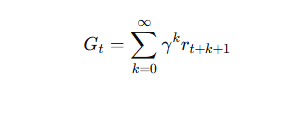 $G_t = \sum_{k=0}^{\infty} \gamma^k r_{t+k+1}$